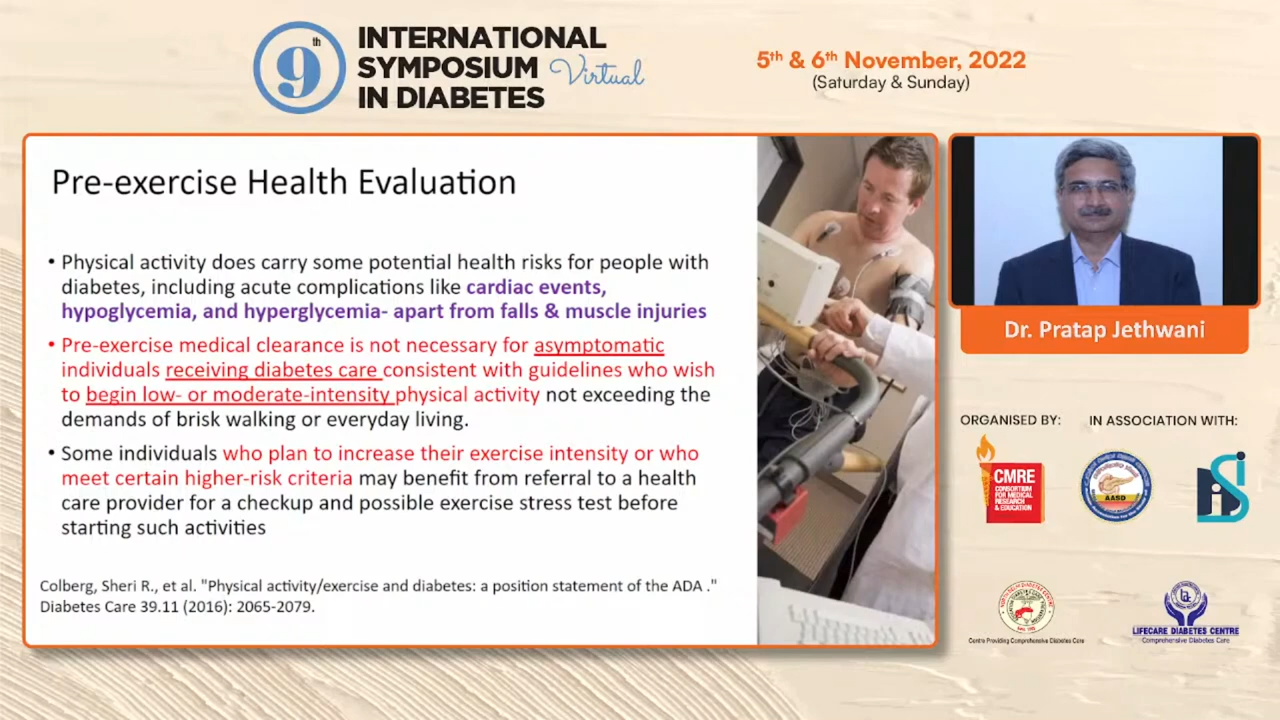 9th
INTERNATIONAL
SYMPOSIUM Virtual
IN DIABETES
5th & 6th November, 2022
(Saturday & Sunday)
Pre-exercise Health Evaluation
• Physical activity does carry some potential health risks for people with
diabetes, including acute complications like cardiac events,
hypoglycemia, and hyperglycemia- apart from falls & muscle injuries
• Pre-exercise medical clearance is not necessary for asymptomatic
individuals receiving diabetes care consistent with guidelines who wish
to begin low- or moderate-intensity physical activity not exceeding the
demands of brisk walking or everyday living.
• Some individuals who plan to increase their exercise intensity or who
meet certain higher-risk criteria may benefit from referral to a health
care provider for a checkup and possible exercise stress test before
starting such activities
Colberg, Sheri R., et al. "Physical activity/exercise and diabetes: a position statement of the ADA ."
Diabetes Care 39.11 (2016): 2065-2079.
Dr. Pratap Jethwani
ORGANISED BY:
IN ASSOCIATION WITH:
CMRE
CONSORTIUM
FOR MEDICAL
RESEARCH
& EDUCATION
AASD
Centre Providing Comprehensive Diabetes Care
LIFECARE DIABETES CENTRE
Comprehensive Diabetes Care